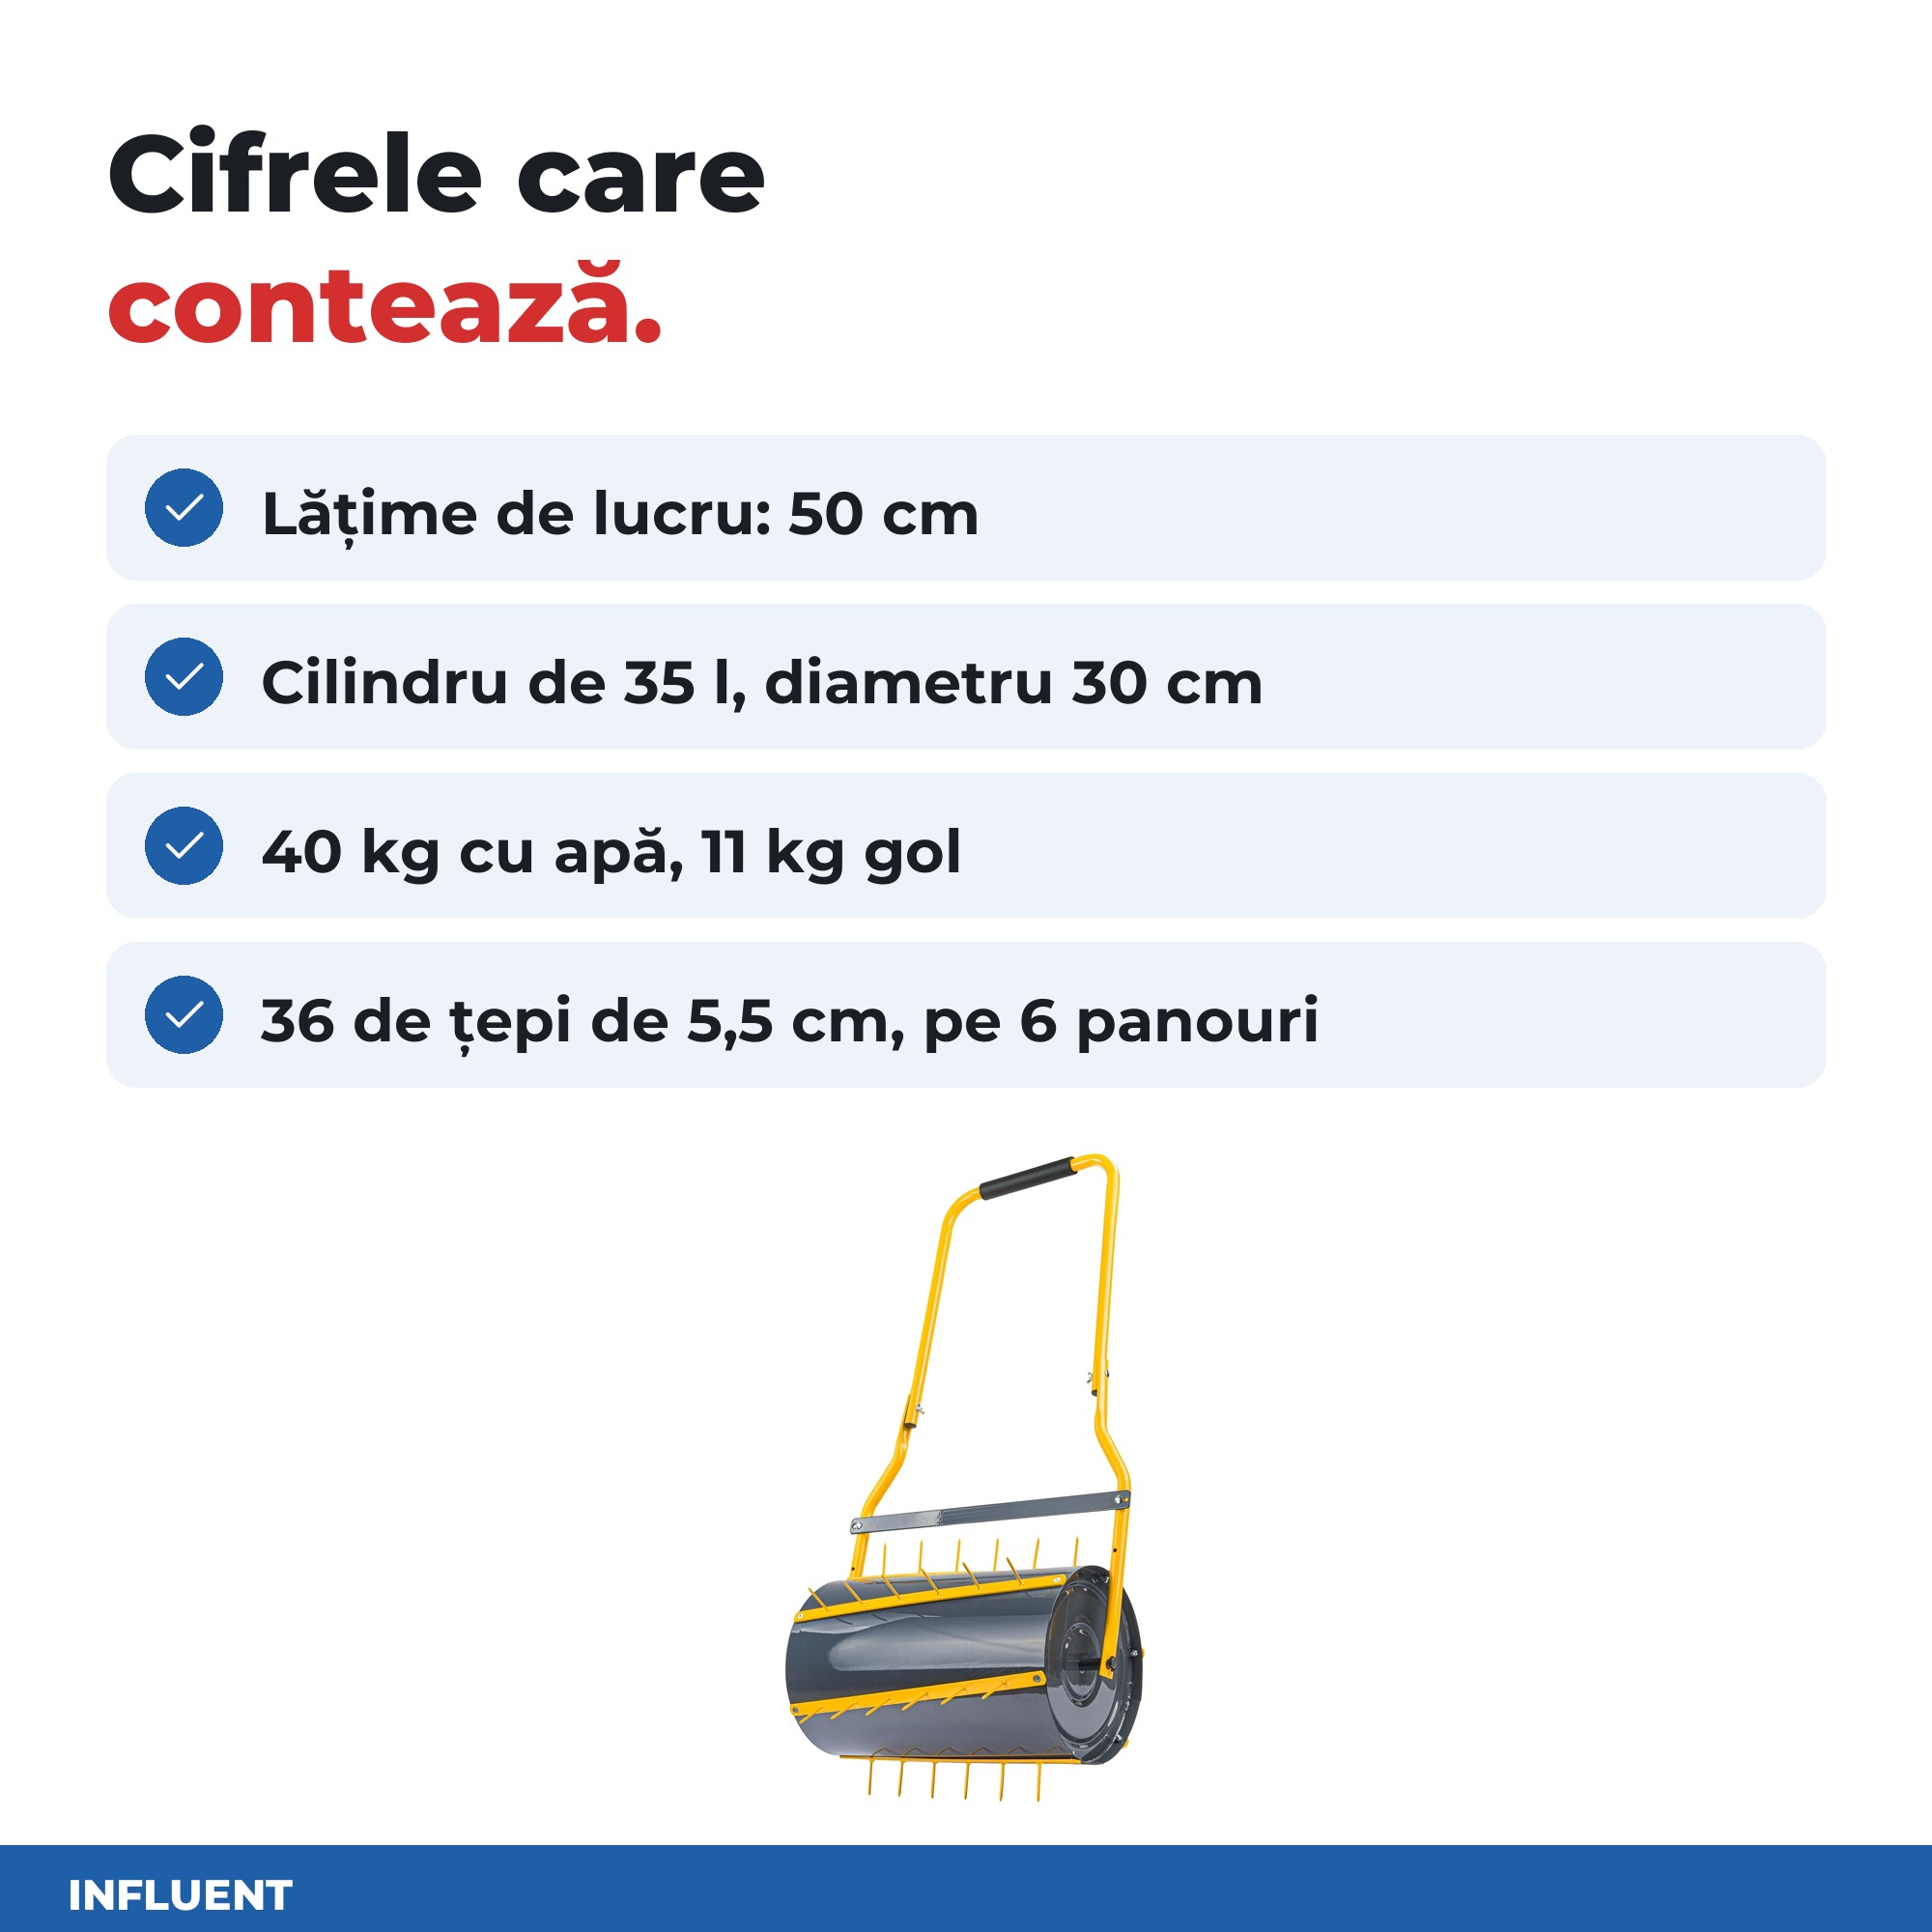 Cifrele care
contează.
Lățime de lucru: 50 cm
Cilindru de 35 l, diametru 30 cm
40 kg cu apă, 11 kg gol
36 de țepi de 5,5 cm, pe 6 panouri
INFLUENT